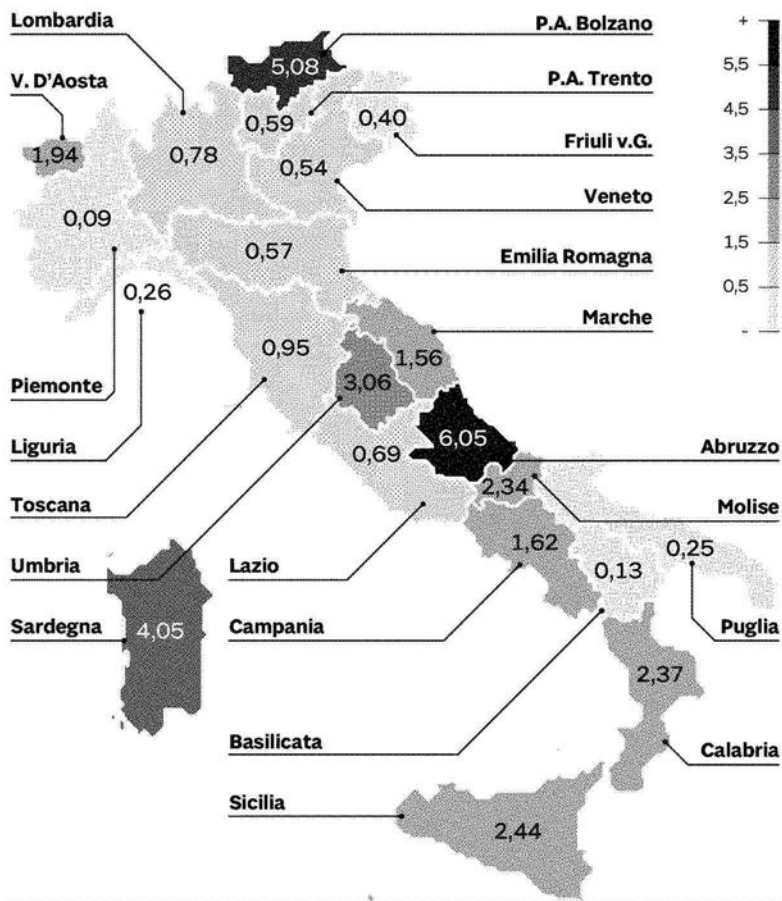 Lombardia
P.A. Bolzano
+
5,08
5,5
V. D'Aosta
P.A. Trento
4,5
0,59
0,40
1,94
0,78
Friuli v.G.
3,5
0,54
Veneto
2,5
0,09
0,57
1,5
Emilia Romagna
0,26
0,5
Marche
-
0,95
1,56
Piemonte
3,06
6,05
Liguria
0,69
Abruzzo
2,34
Toscana
Molise
1,62
0,25
Umbria
Lazio
0,13
Sardegna
4,05
Campania
Puglia
2,37
Basilicata
Calabria
Sicilia
2,44